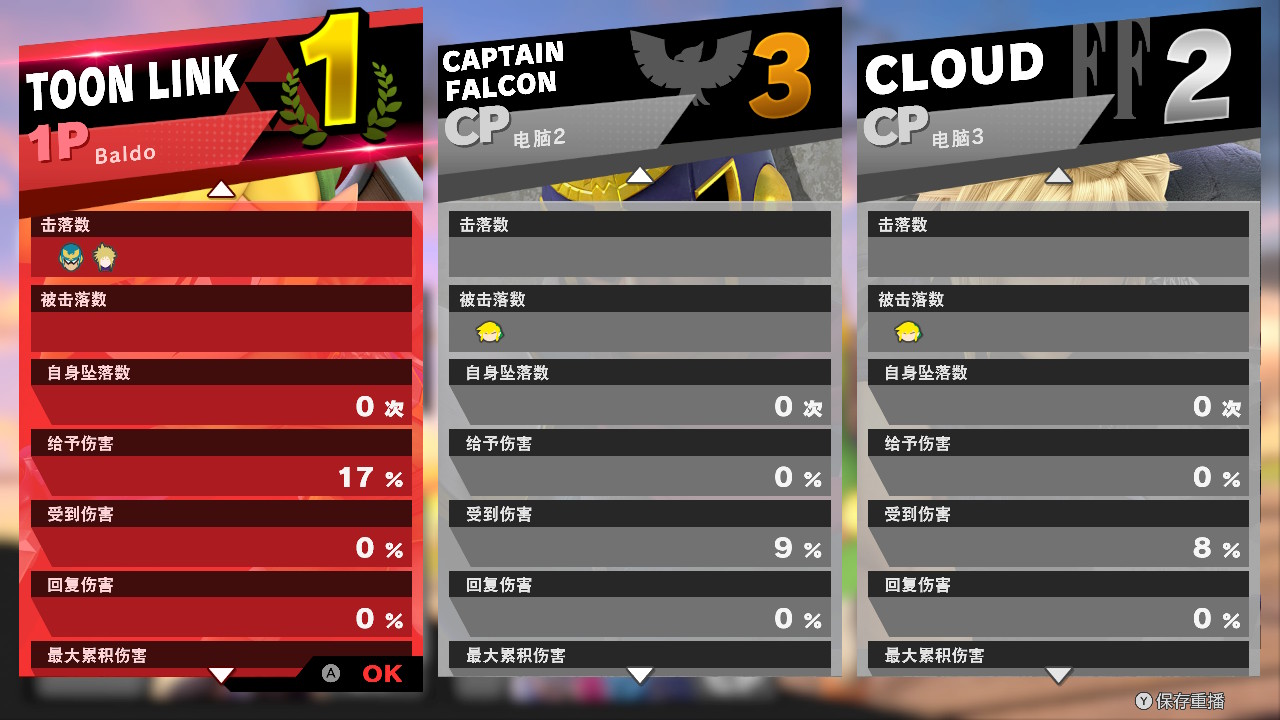 TOON LINK
1
1P Baldo
击落数
被击落数
自身坠落数
0 次
给予伤害
17 %
受到伤害
0 %
回复伤害
0 %
最大累积伤害
A OK
CAPTAIN
FALCON
3
CP 电脑2
击落数
被击落数
自身坠落数
0 次
给予伤害
0 %
受到伤害
9 %
回复伤害
0 %
最大累积伤害
CLOUD
FF
2
CP 电脑3
击落数
被击落数
自身坠落数
0 次
给予伤害
0 %
受到伤害
8 %
回复伤害
0 %
最大累积伤害
Y 保存重播